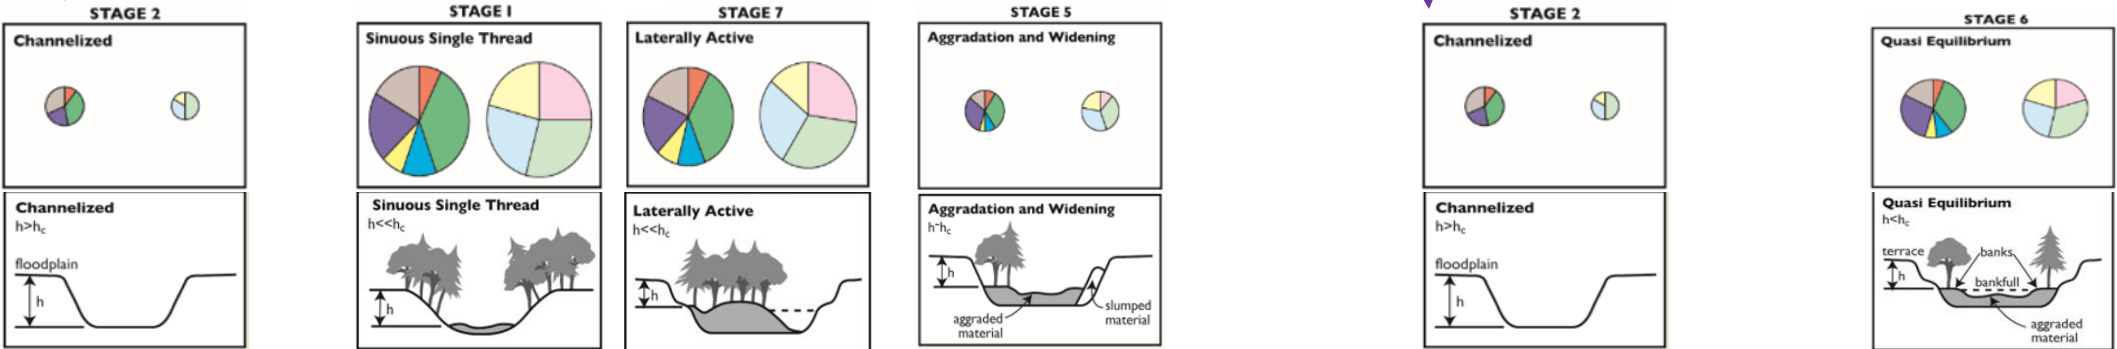 STAGE 2
Channelized
STAGE 1
Sinuous Single Thread
STAGE 7
Laterally Active
STAGE 5
Aggradation and Widening
STAGE 2
Channelized
STAGE 6
Quasi Equilibrium
Channelized
h>hc
floodplain
h
Sinuous Single Thread
h<<hc
h
Laterally Active
h<<hc
h
Aggradation and Widening
h~hc
h
aggraded
material
slumped
material
Channelized
h>hc
floodplain
h
Quasi Equilibrium
h<hc
terrace
h
banks
bankfull
aggraded
material